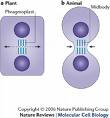 a Plant
b Animal
Phragmoplast
Midbody
Copyright © 2006 Nature Publishing Group
Nature Reviews | Molecular Cell Biology